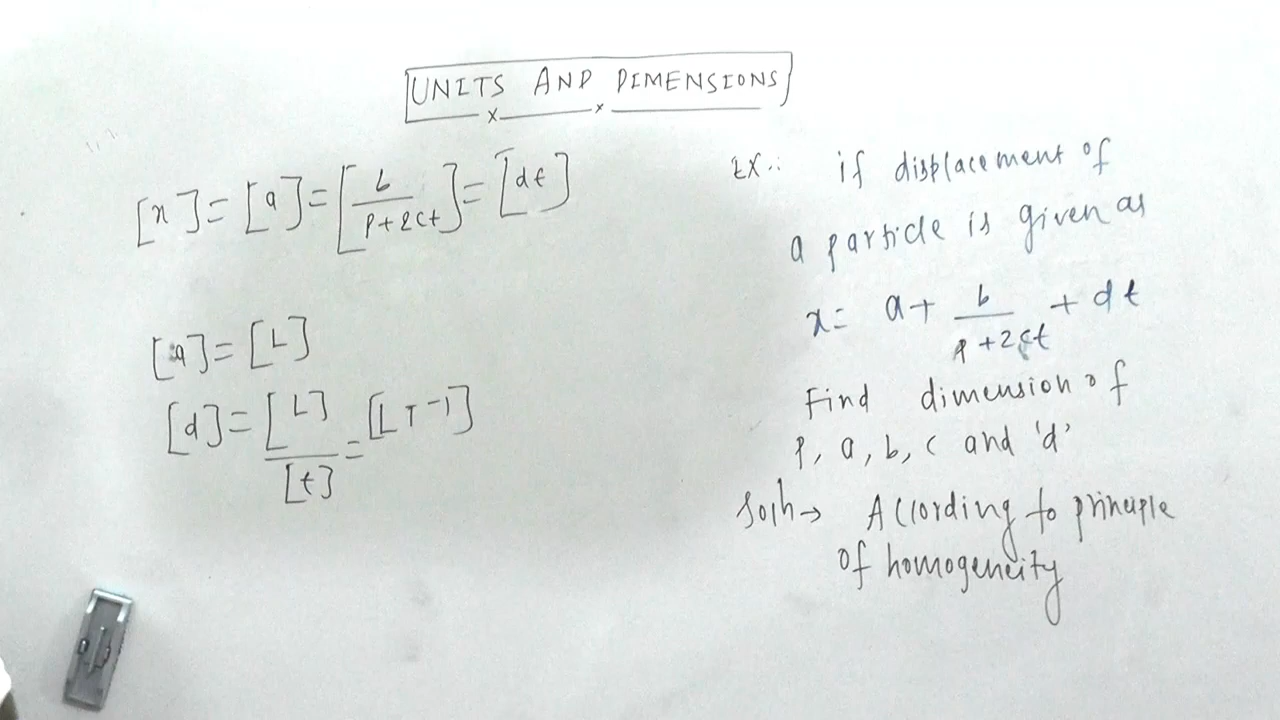 UNITS AND DIMENSIONS
[x] = [a] = [b / P+2ct] = [dt]
[a] = [L]
[d] = [L] / [t] = [LT⁻¹]
EX:. if displacement of
a particle is given as
x = a + b / P+2ct + dt
Find dimension of
P, a, b, c and 'd'
Soln → According to principle
of homogeneity